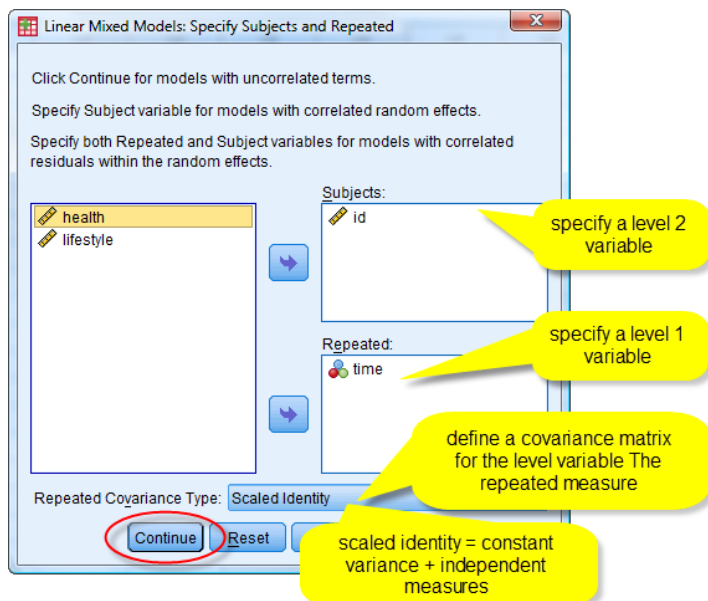 Linear Mixed Models: Specify Subjects and Repeated
Click Continue for models with uncorrelated terms.
Specify Subject variable for models with correlated random effects.
Specify both Repeated and Subject variables for models with correlated
residuals within the random effects.
health
lifestyle
Subjects:
id
specify a level 2
variable
Repeated:
time
specify a level 1
variable
define a covariance matrix
for the level variable The
repeated measure
Repeated Covariance Type: Scaled Identity
Continue
Reset
scaled identity = constant
variance + independent
measures